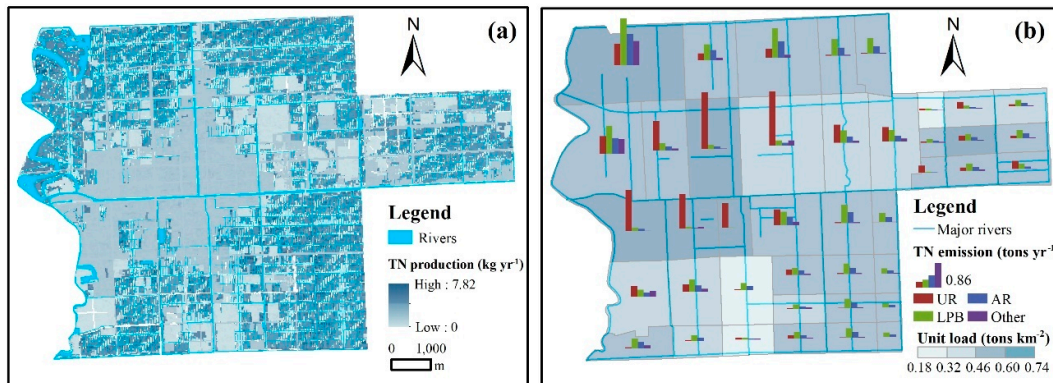 N
(a)
Legend
Rivers
TN production (kg yr⁻¹)
High : 7.82
Low : 0
0 1,000
m
N
(b)
Legend
Major rivers
TN emission (tons yr⁻¹
0.86
UR AR
LPB Other
Unit load (tons km⁻²)
0.18 0.32 0.46 0.60 0.74